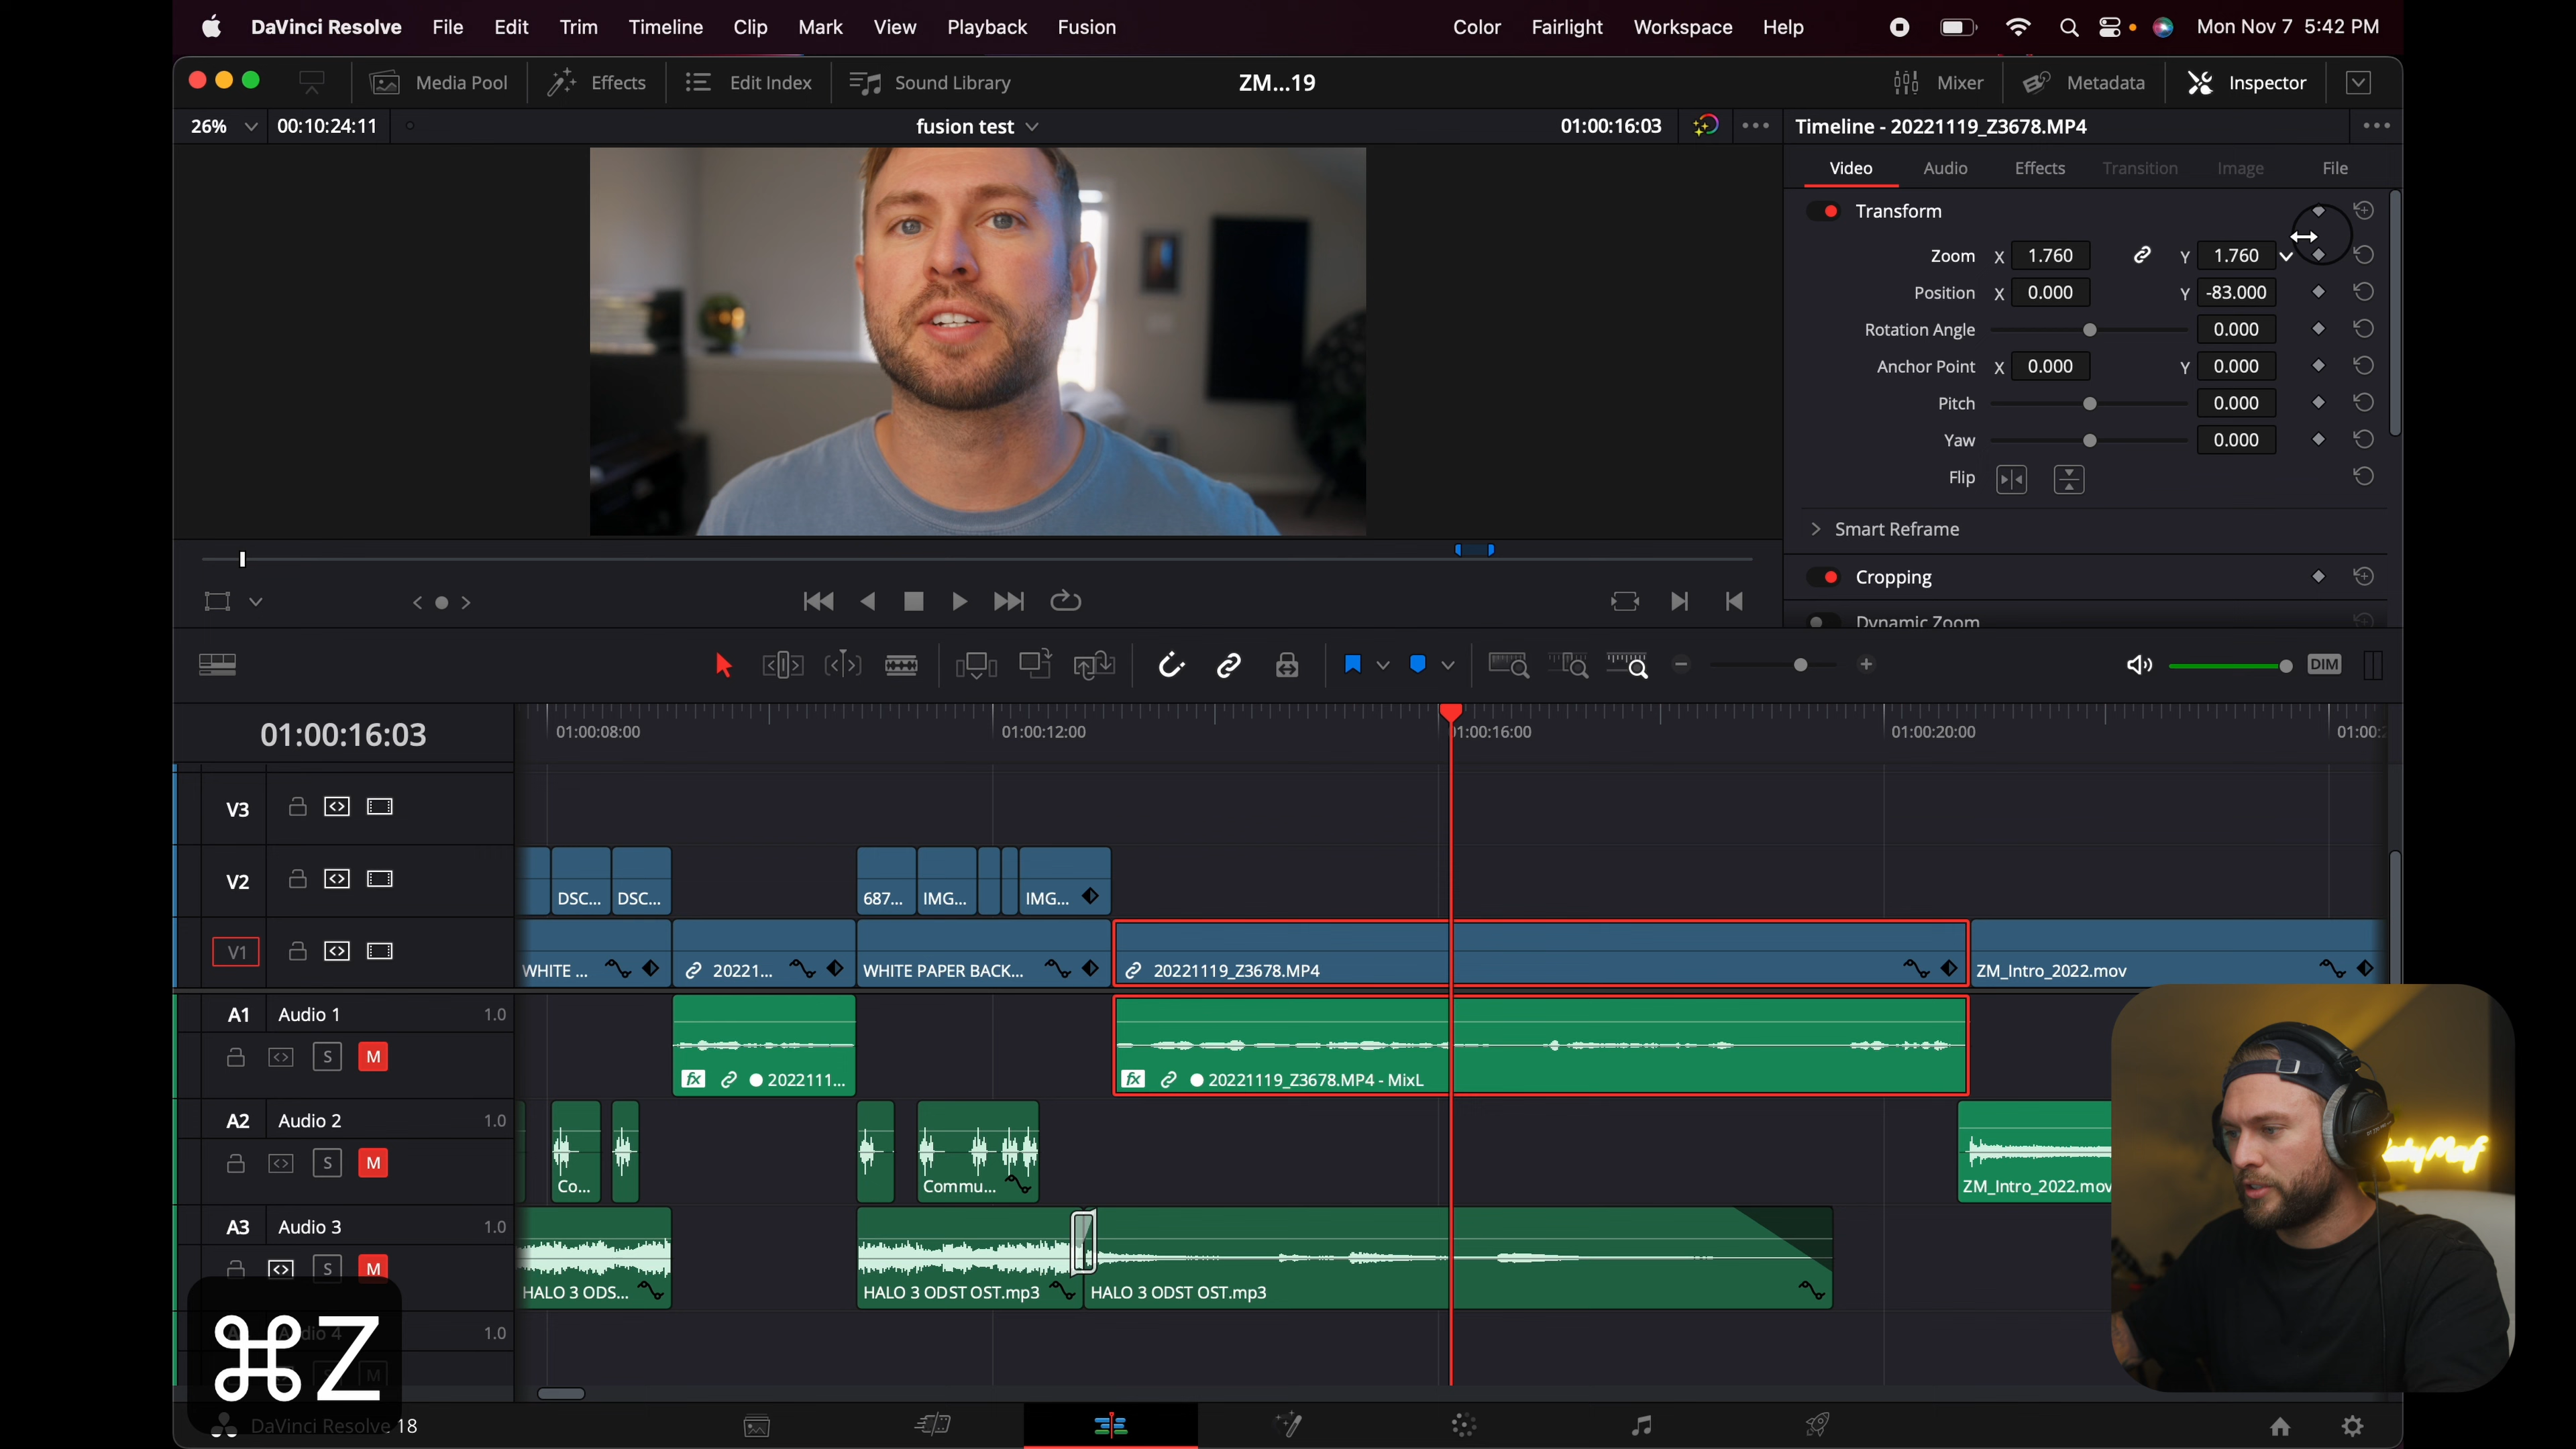 DaVinci Resolve File Edit Trim Timeline Clip Mark View Playback Fusion Color Fairlight Workspace Help Mon Nov 7 5:42 PM
Media Pool Effects Edit Index Sound Library ZM...19 Mixer Metadata Inspector
26% 00:10:24:11 fusion test 01:00:16:03 Timeline - 20221119_Z3678.MP4
Video Audio Effects Transition Image File
Transform
Zoom X 1.760 Y 1.760
Position X 0.000 Y -83.000
Rotation Angle 0.000
Anchor Point X 0.000 Y 0.000
Pitch 0.000
Yaw 0.000
Flip
Smart Reframe
Cropping
Dynamic Zoom
DIM
01:00:16:03 01:00:08:00 01:00:12:00 01:00:16:00 01:00:20:00
V3
V2 DSC... DSC... 687... IMG... IMG...
V1 WHITE ... 20221... WHITE PAPER BACK... 20221119_Z3678.MP4 ZM_Intro_2022.mov
A1 Audio 1 1.0
S M fx 2022111... fx 20221119_Z3678.MP4 - MixL
A2 Audio 2 1.0
S M Co... Commu... ZM_Intro_2022.mov
A3 Audio 3 1.0
S M HALO 3 ODS... HALO 3 ODST OST.mp3 HALO 3 ODST OST.mp3
Audio 4 1.0
M
⌘Z
DaVinci Resolve 18